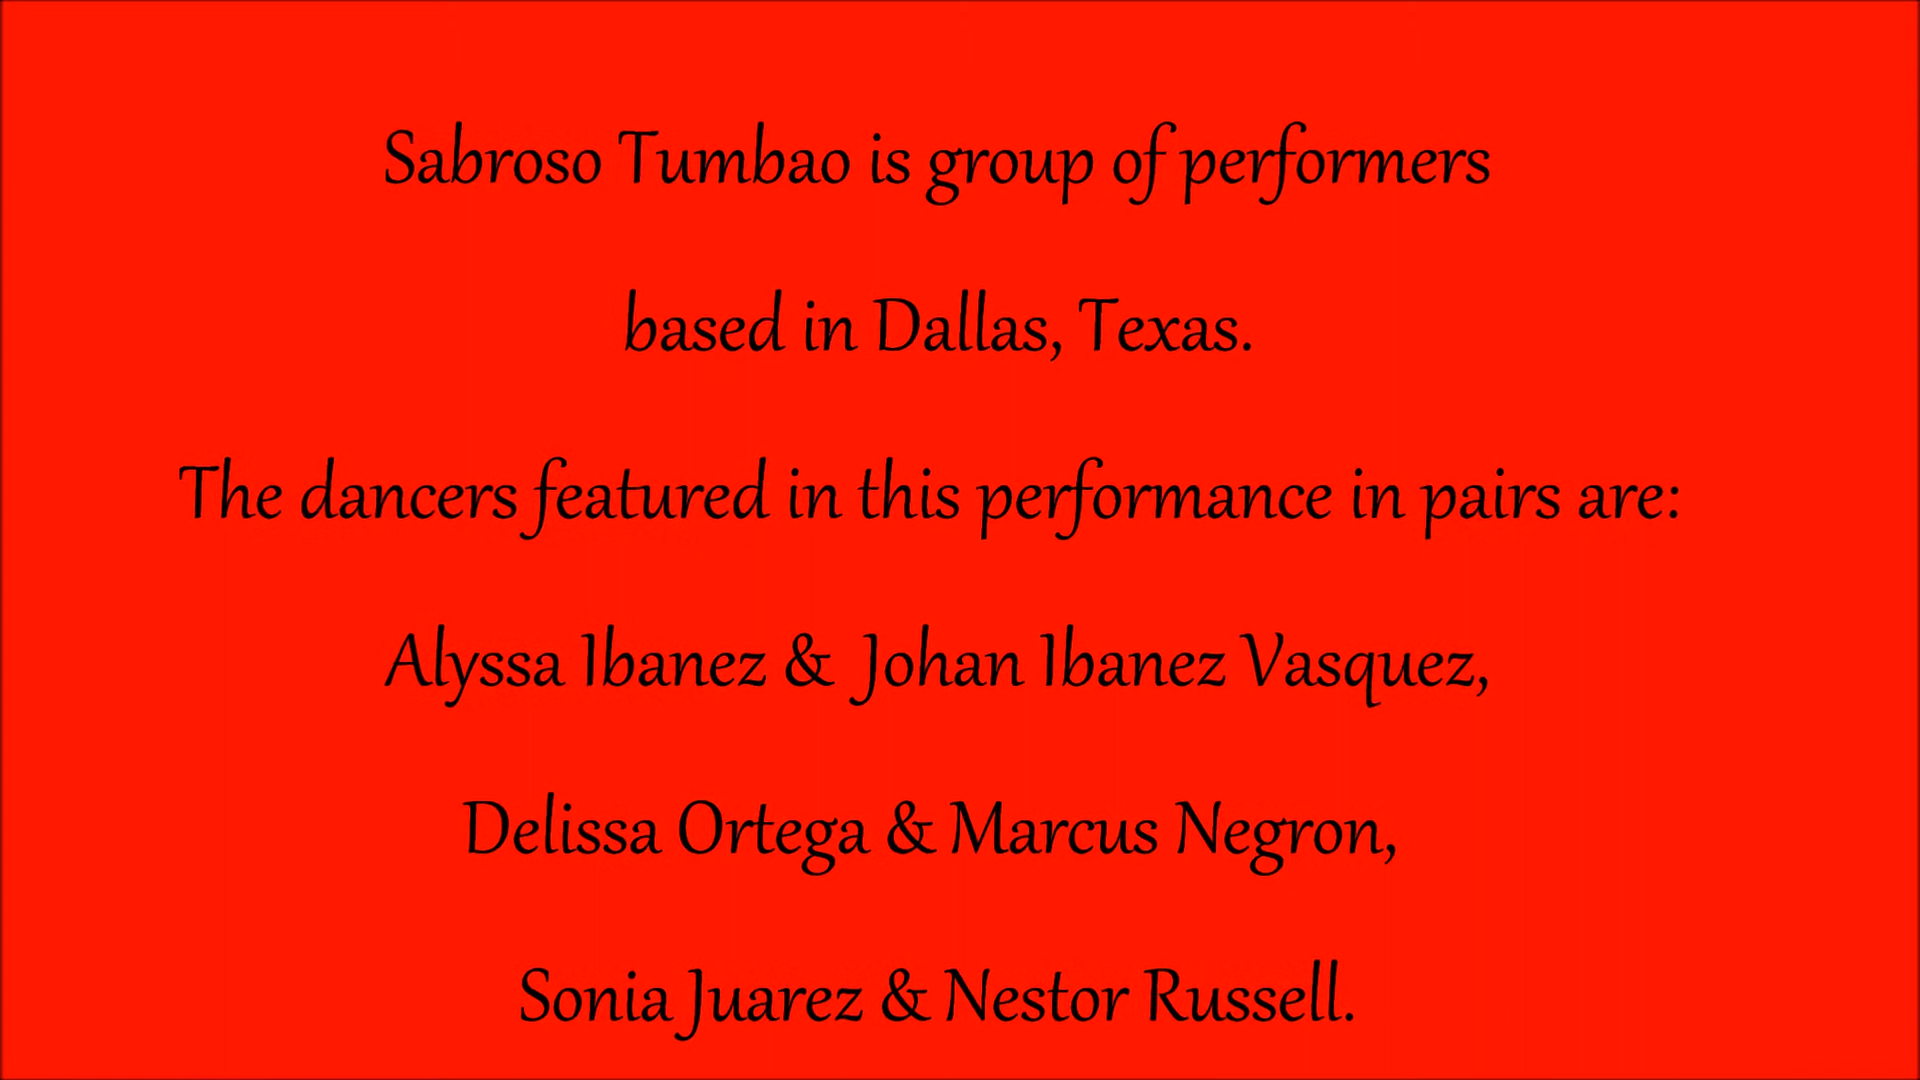 Sabroso Tumbao is group of performers
based in Dallas, Texas.
The dancers featured in this performance in pairs are:
Alyssa Ibanez & Johan Ibanez Vasquez,
Delissa Ortega & Marcus Negron,
Sonia Juarez & Nestor Russell.